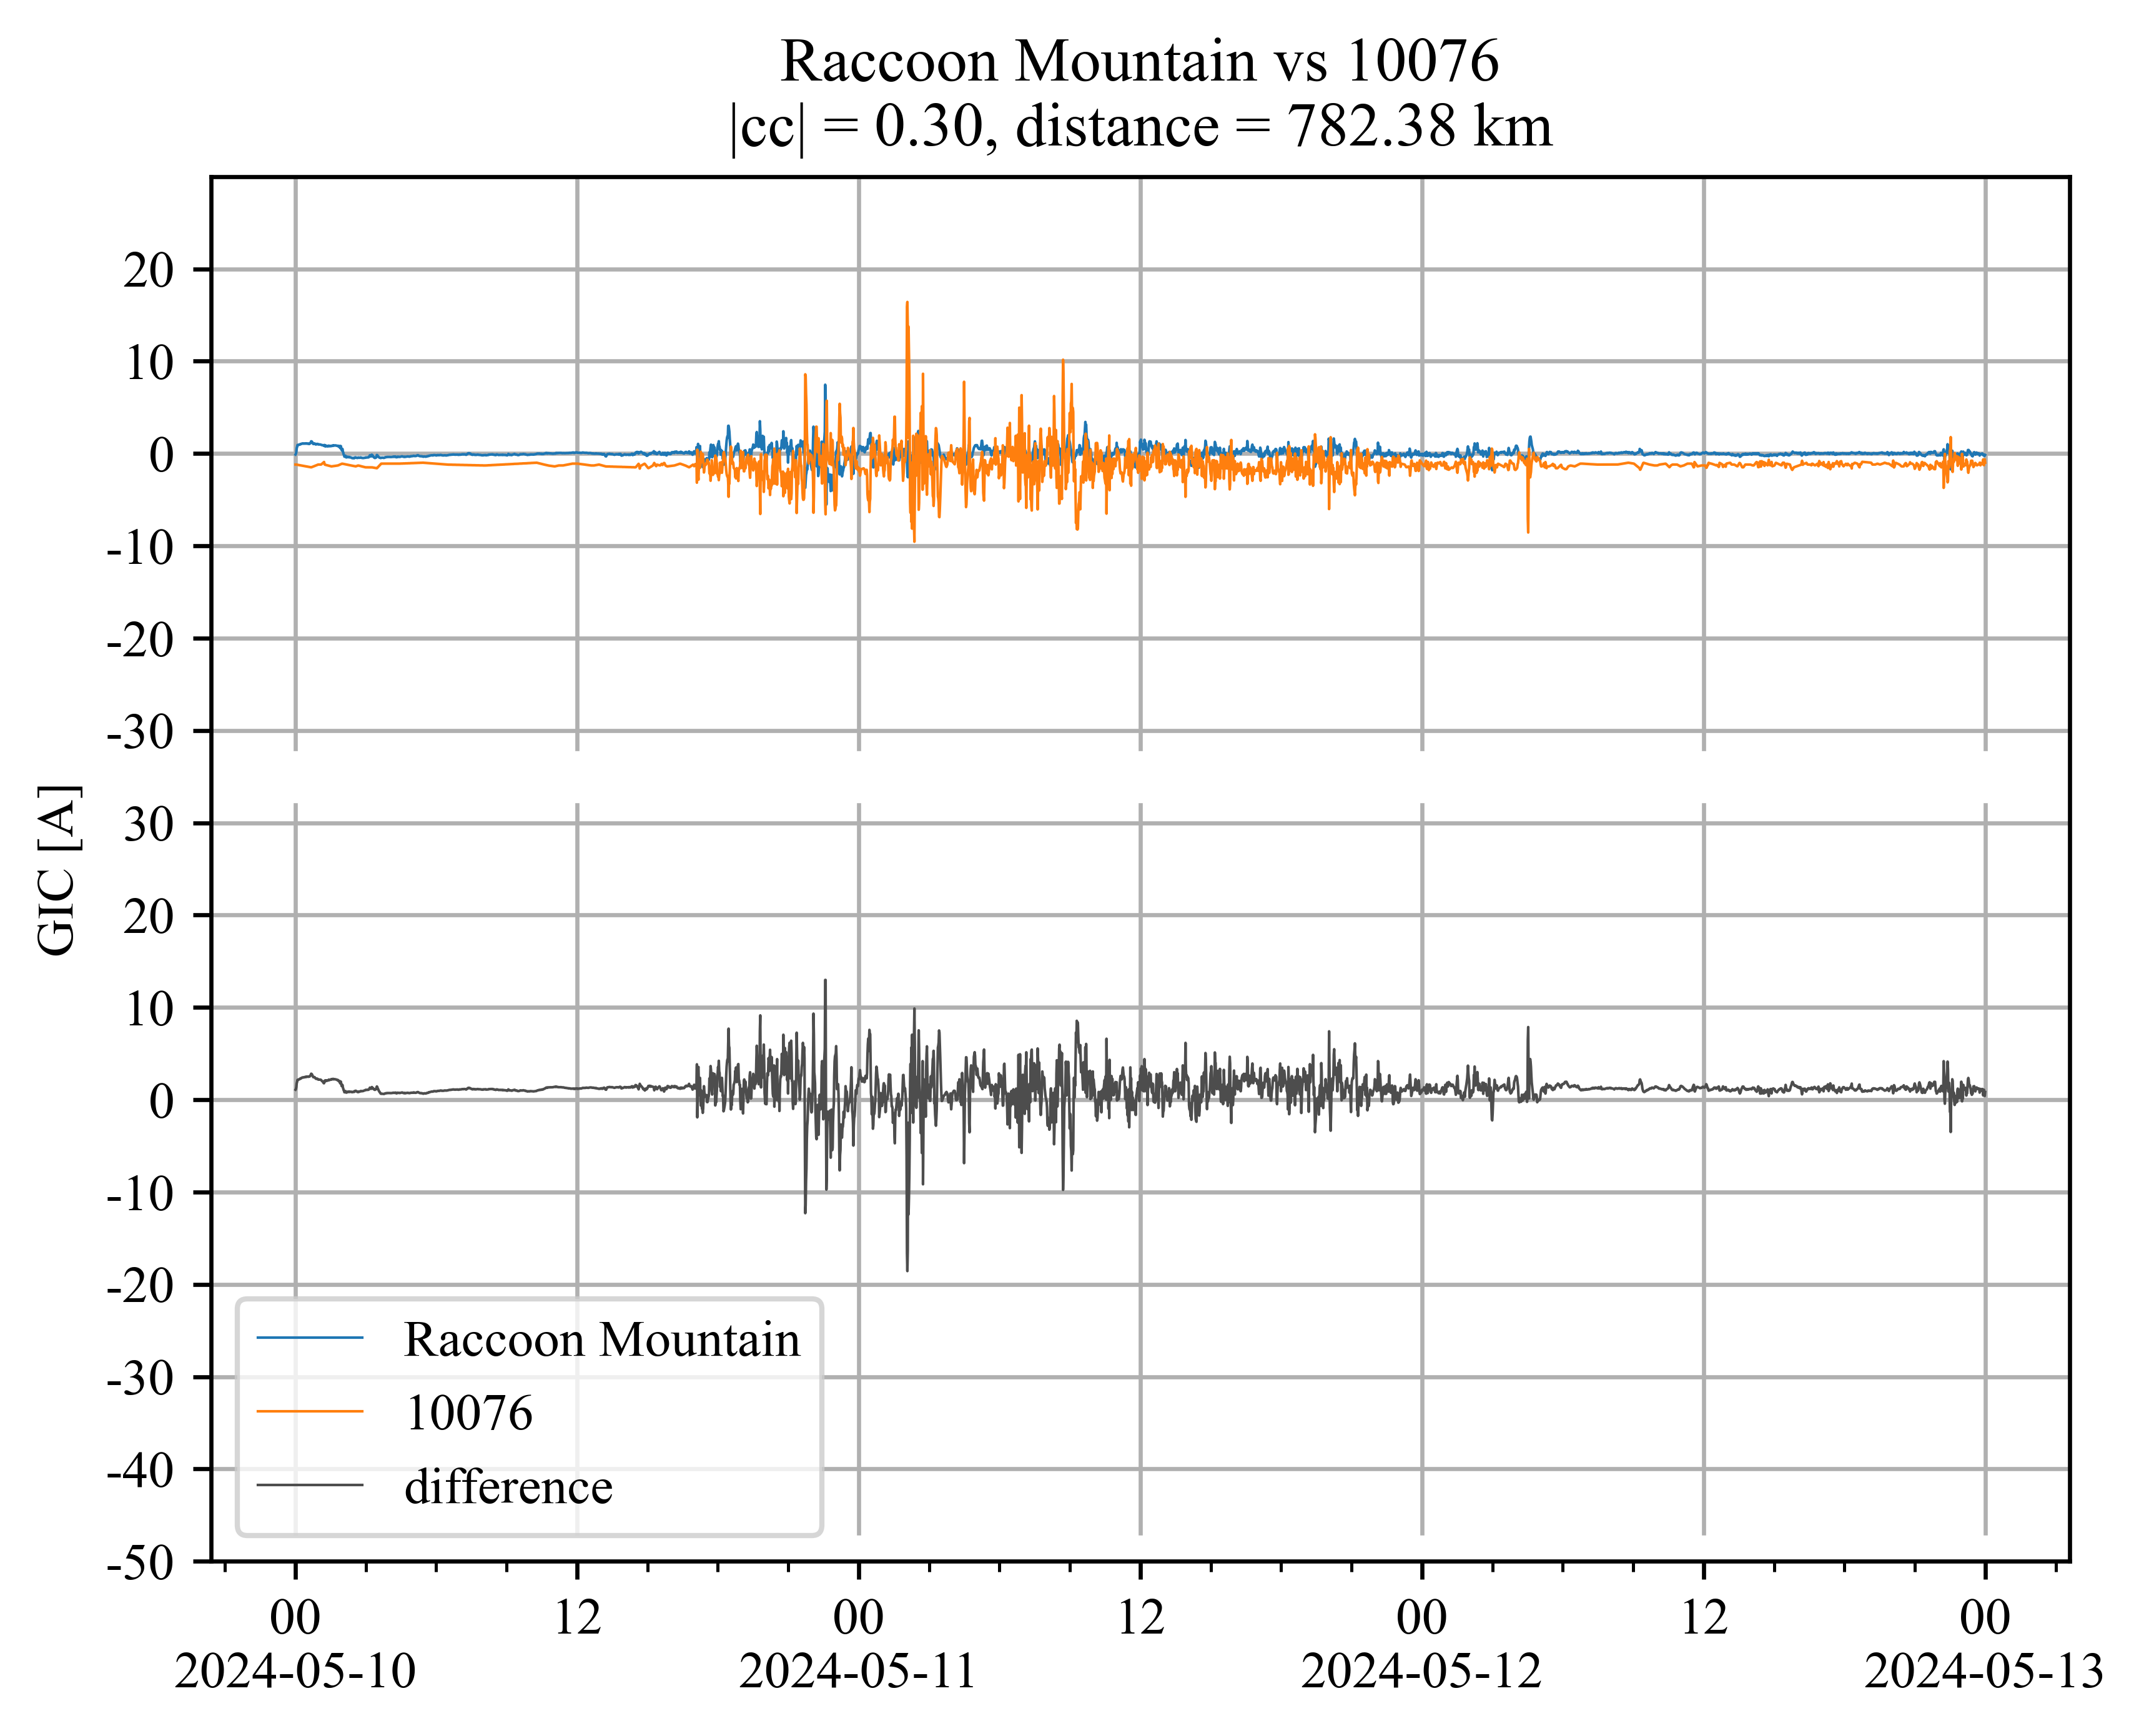 Raccoon Mountain vs 10076
|cc| = 0.30, distance = 782.38 km
GIC [A]
20
10
0
-10
-20
-30
30
20
10
0
-10
-20
-30
-40
-50
Raccoon Mountain
10076
difference
00 12 00 12 00 12 00
2024-05-10 2024-05-11 2024-05-12 2024-05-13